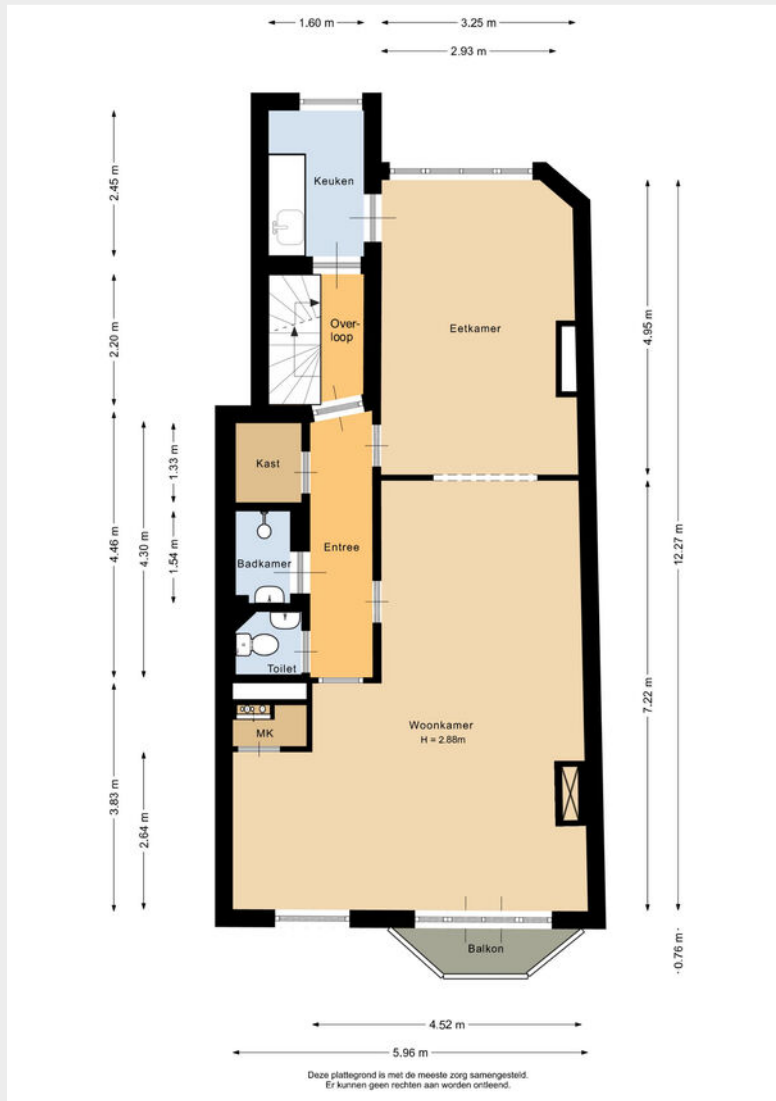 1.60 m
3.25 m
2.93 m
Keuken
2.45 m
Over-
loop
2.20 m
Eetkamer
4.95 m
Kast
1.33 m
Badkamer
1.54 m
Entree
4.46 m
4.30 m
12.27 m
Toilet
MK
Woonkamer
H = 2.88m
7.22 m
3.83 m
2.64 m
Balkon
0.76 m
4.52 m
5.96 m
Deze plattegrond is met de meeste zorg samengesteld.
Er kunnen geen rechten aan worden ontleend.